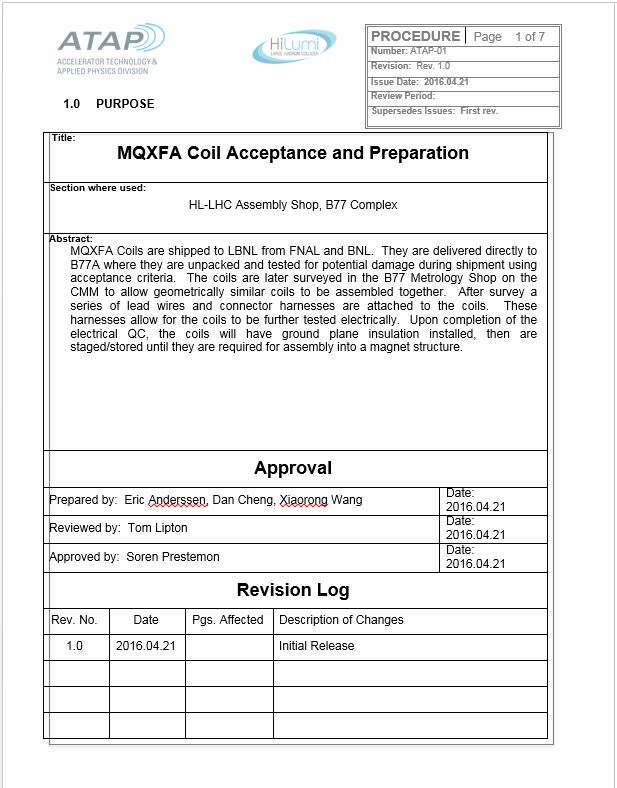 ATAP
ACCELERATOR TECHNOLOGY &
APPLIED PHYSICS DIVISION
HiLumi
LARGE HADRON COLLIDER
PROCEDURE Page 1 of 7
Number: ATAP-01
Revision: Rev. 1.0
Issue Date: 2016.04.21
Review Period:
Supersedes Issues: First rev.
1.0 PURPOSE
Title:
MQXFA Coil Acceptance and Preparation
Section where used:
HL-LHC Assembly Shop, B77 Complex
Abstract:
MQXFA Coils are shipped to LBNL from FNAL and BNL. They are delivered directly to
B77A where they are unpacked and tested for potential damage during shipment using
acceptance criteria. The coils are later surveyed in the B77 Metrology Shop on the
CMM to allow geometrically similar coils to be assembled together. After survey a
series of lead wires and connector harnesses are attached to the coils. These
harnesses allow for the coils to be further tested electrically. Upon completion of the
electrical QC, the coils will have ground plane insulation installed, then are
staged/stored until they are required for assembly into a magnet structure.
Approval
Prepared by: Eric Anderssen, Dan Cheng, Xiaorong Wang
Date:
2016.04.21
Reviewed by: Tom Lipton
Date:
2016.04.21
Approved by: Soren Prestemon
Date:
2016.04.21
Revision Log
Rev. No. Date Pgs. Affected Description of Changes
1.0 2016.04.21 Initial Release